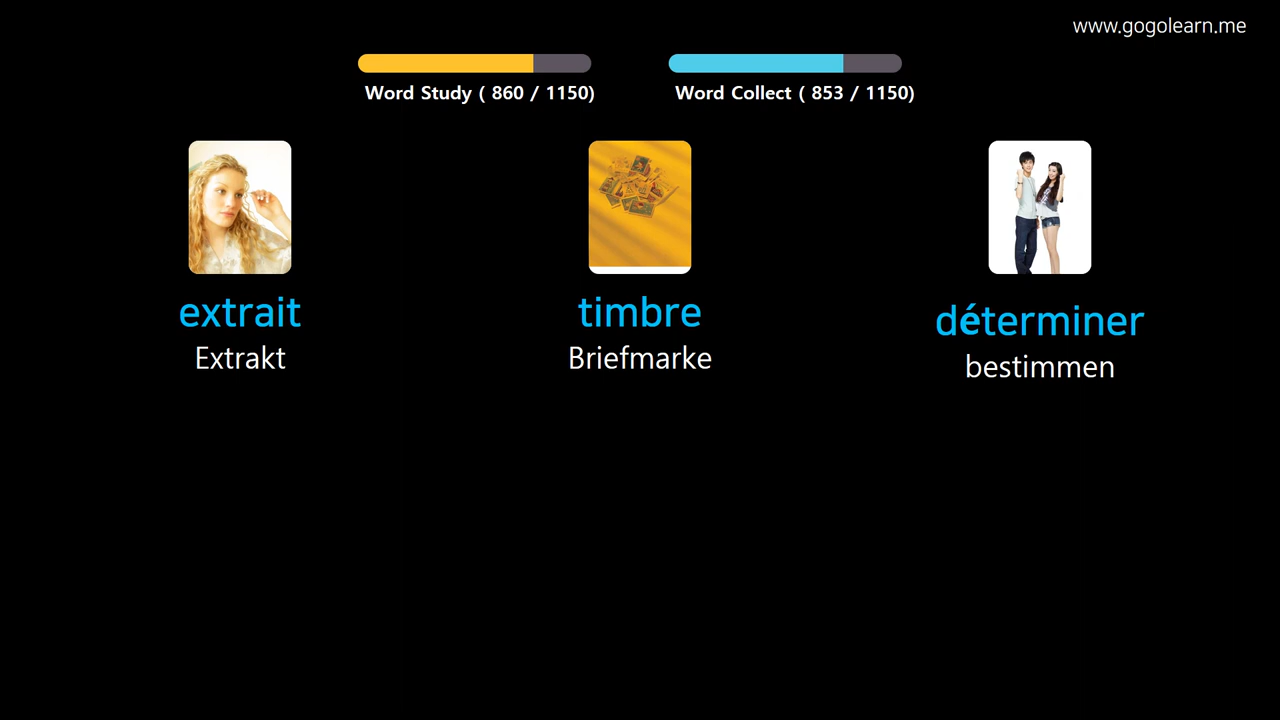 www.gogolearn.me
Word Study ( 860 / 1150)
Word Collect ( 853 / 1150)
extrait
Extrakt
timbre
Briefmarke
déterminer
bestimmen